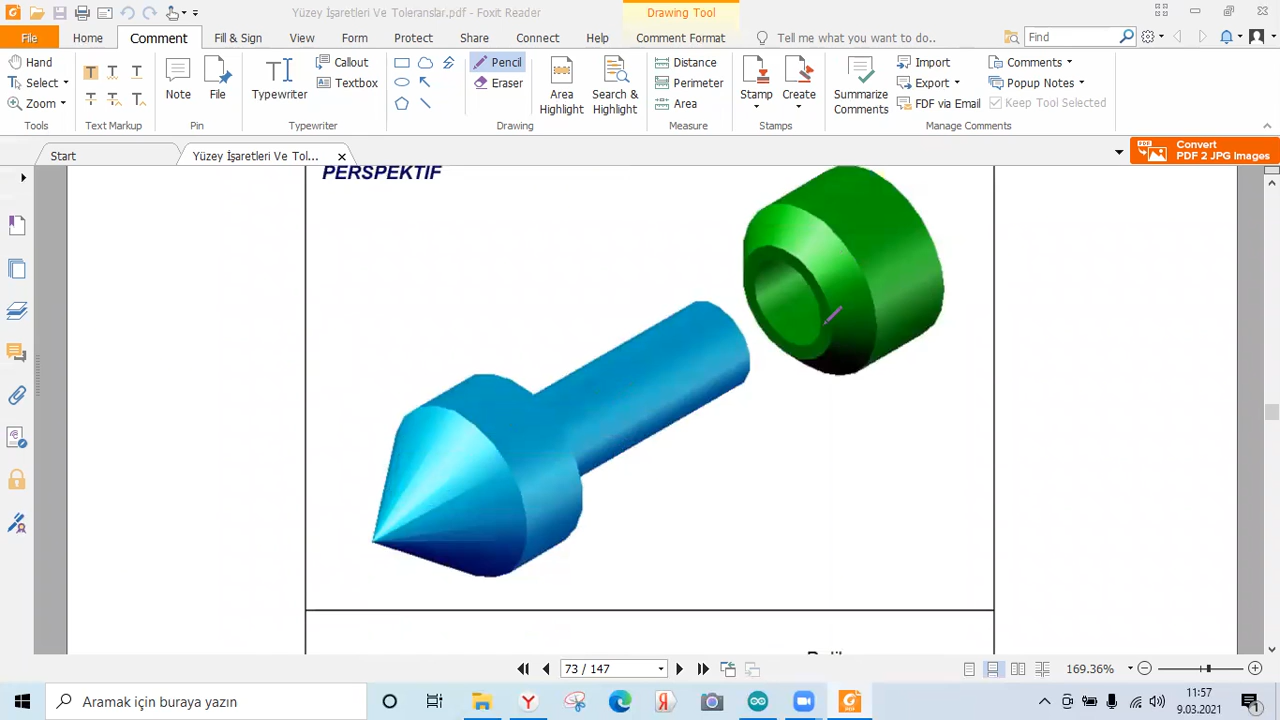 Yüzey İşaretleri Ve Toleranslar.pdf - Foxit Reader
Drawing Tool
File
Home
Comment
Fill & Sign
View
Form
Protect
Share
Connect
Help
Comment Format
Tell me what you want to do..
Find
Hand
Select
Zoom
Tools
T T T
T T T
Text Markup
Note
File
Pin
Typewriter
Callout
Textbox
Typewriter
Pencil
Eraser
Area Highlight
Search & Highlight
Drawing
Distance
Perimeter
Area
Measure
Stamp
Create
Stamps
Summarize Comments
Import
Export
FDF via Email
Comments
Popup Notes
Keep Tool Selected
Manage Comments
Start
Yüzey İşaretleri Ve Tol...
Convert
PDF 2 JPG Images
PERSPEKTIF
73 / 147
169.36%
Aramak için buraya yazın
11:57
9.03.2021